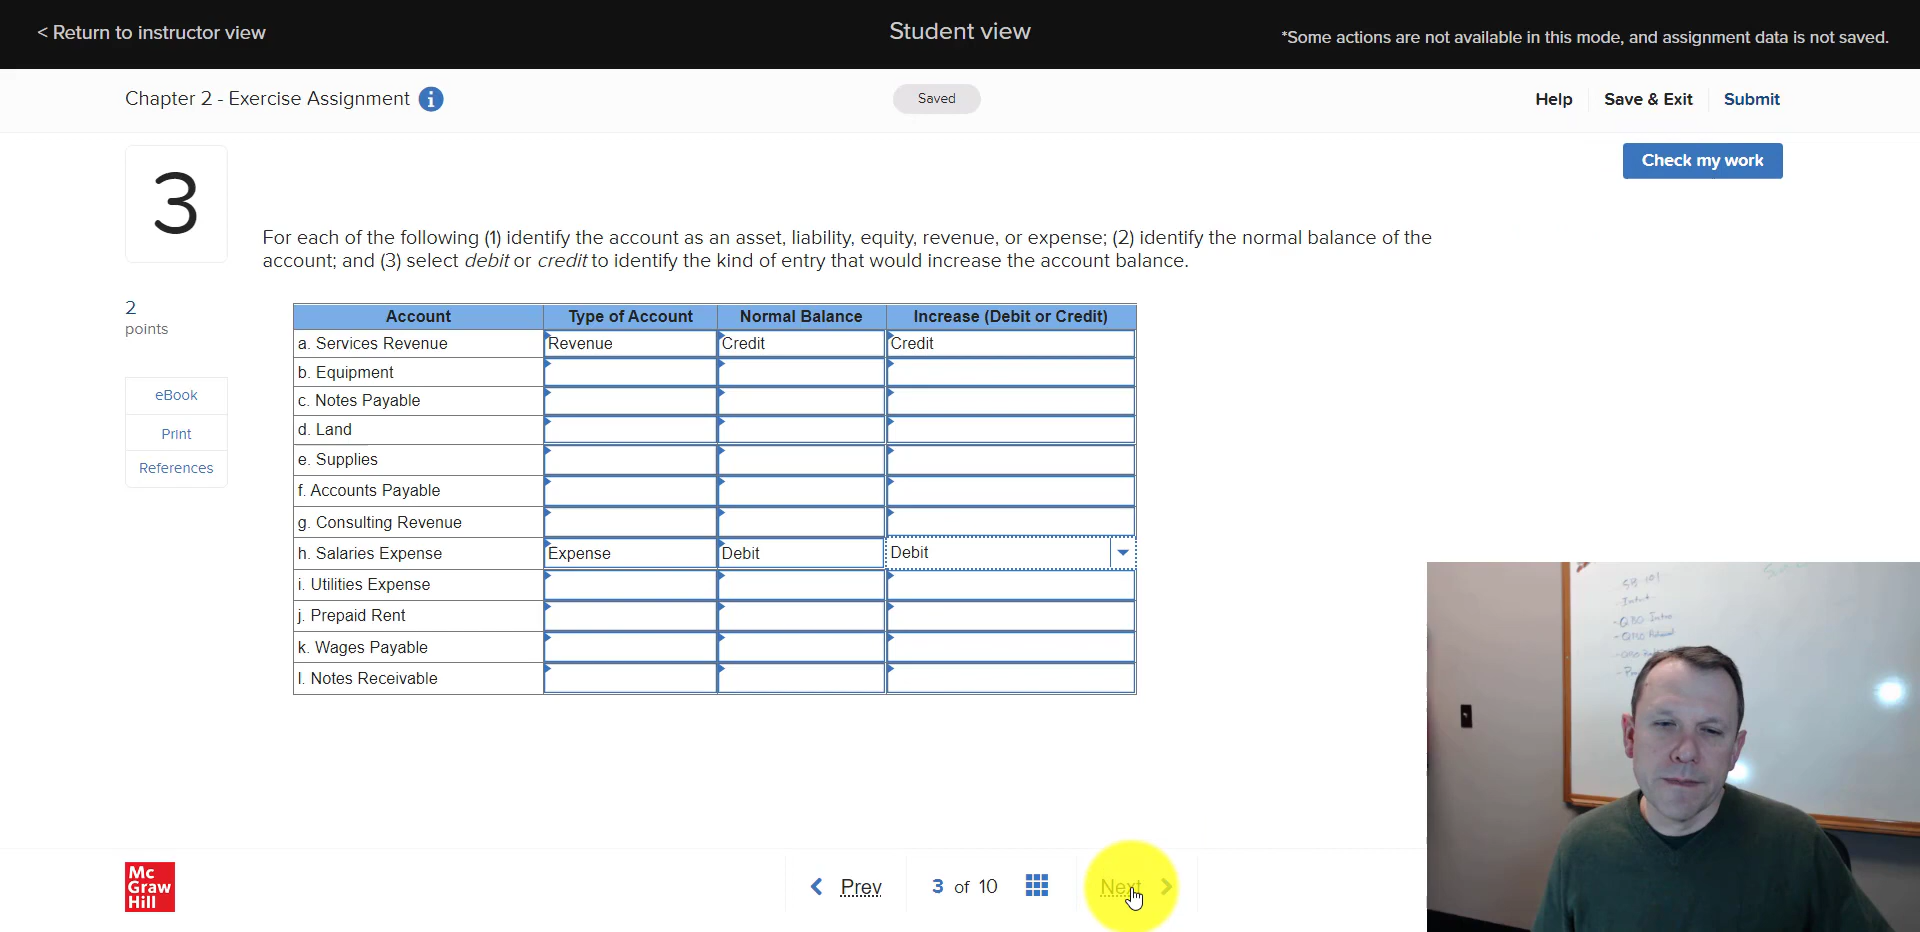 < Return to instructor view
Student view
*Some actions are not available in this mode, and assignment data is not saved.
Chapter 2 - Exercise Assignment i
Saved
Help
Save & Exit
Submit
3
Check my work
For each of the following (1) identify the account as an asset, liability, equity, revenue, or expense; (2) identify the normal balance of the
account; and (3) select debit or credit to identify the kind of entry that would increase the account balance.
2
points
eBook
Print
References
Account Type of Account Normal Balance Increase (Debit or Credit)
a. Services Revenue Revenue Credit Credit
b. Equipment
c. Notes Payable
d. Land
e. Supplies
f. Accounts Payable
g. Consulting Revenue
h. Salaries Expense Expense Debit Debit
i. Utilities Expense
j. Prepaid Rent
k. Wages Payable
l. Notes Receivable
Mc
Graw
Hill
Prev
3 of 10
Next